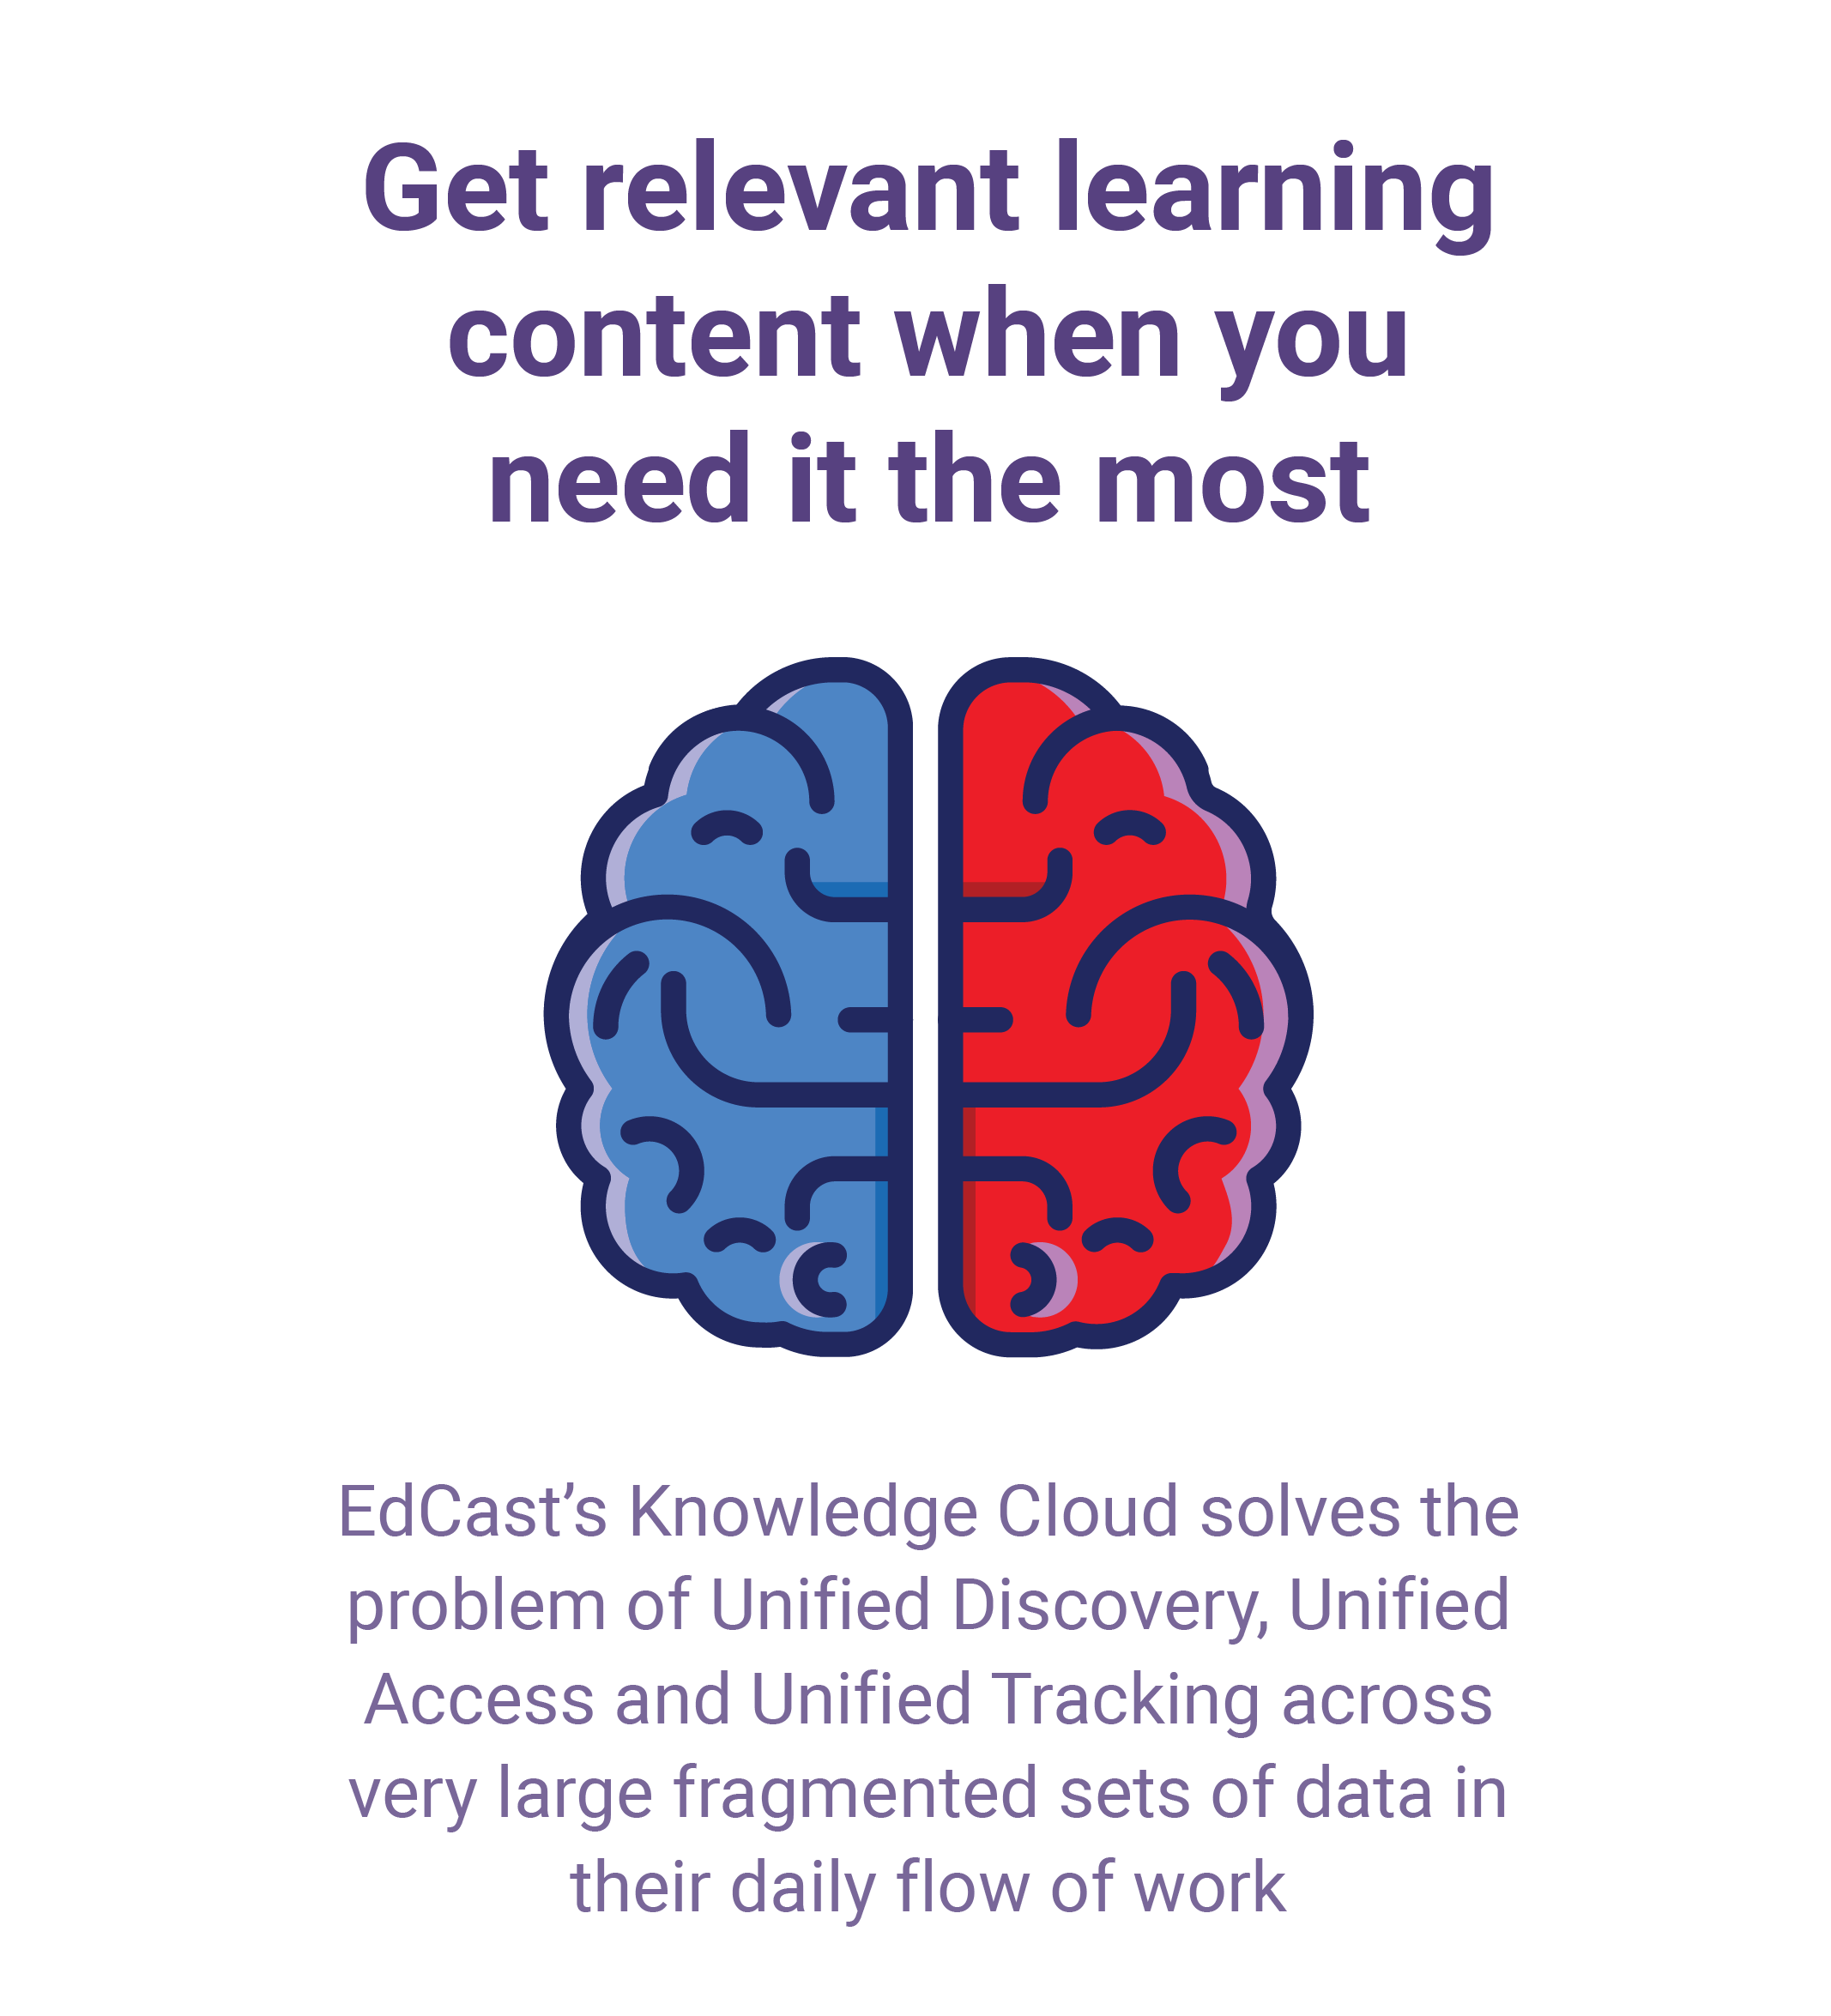 Get relevant learning
content when you
need it the most
EdCast’s Knowledge Cloud solves the
problem of Unified Discovery, Unified
Access and Unified Tracking across
very large fragmented sets of data in
their daily flow of work